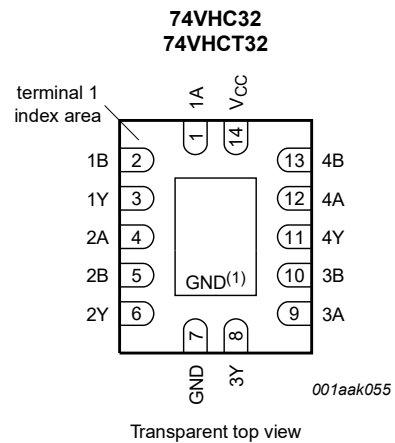 74VHC32
74VHCT32
terminal 1
index area
1A
VCC
1
14
1B 2 13 4B
1Y 3 12 4A
2A 4 11 4Y
2B 5 10 3B
GND(1)
2Y 6 9 3A
7
8
GND
3Y
001aak055
Transparent top view